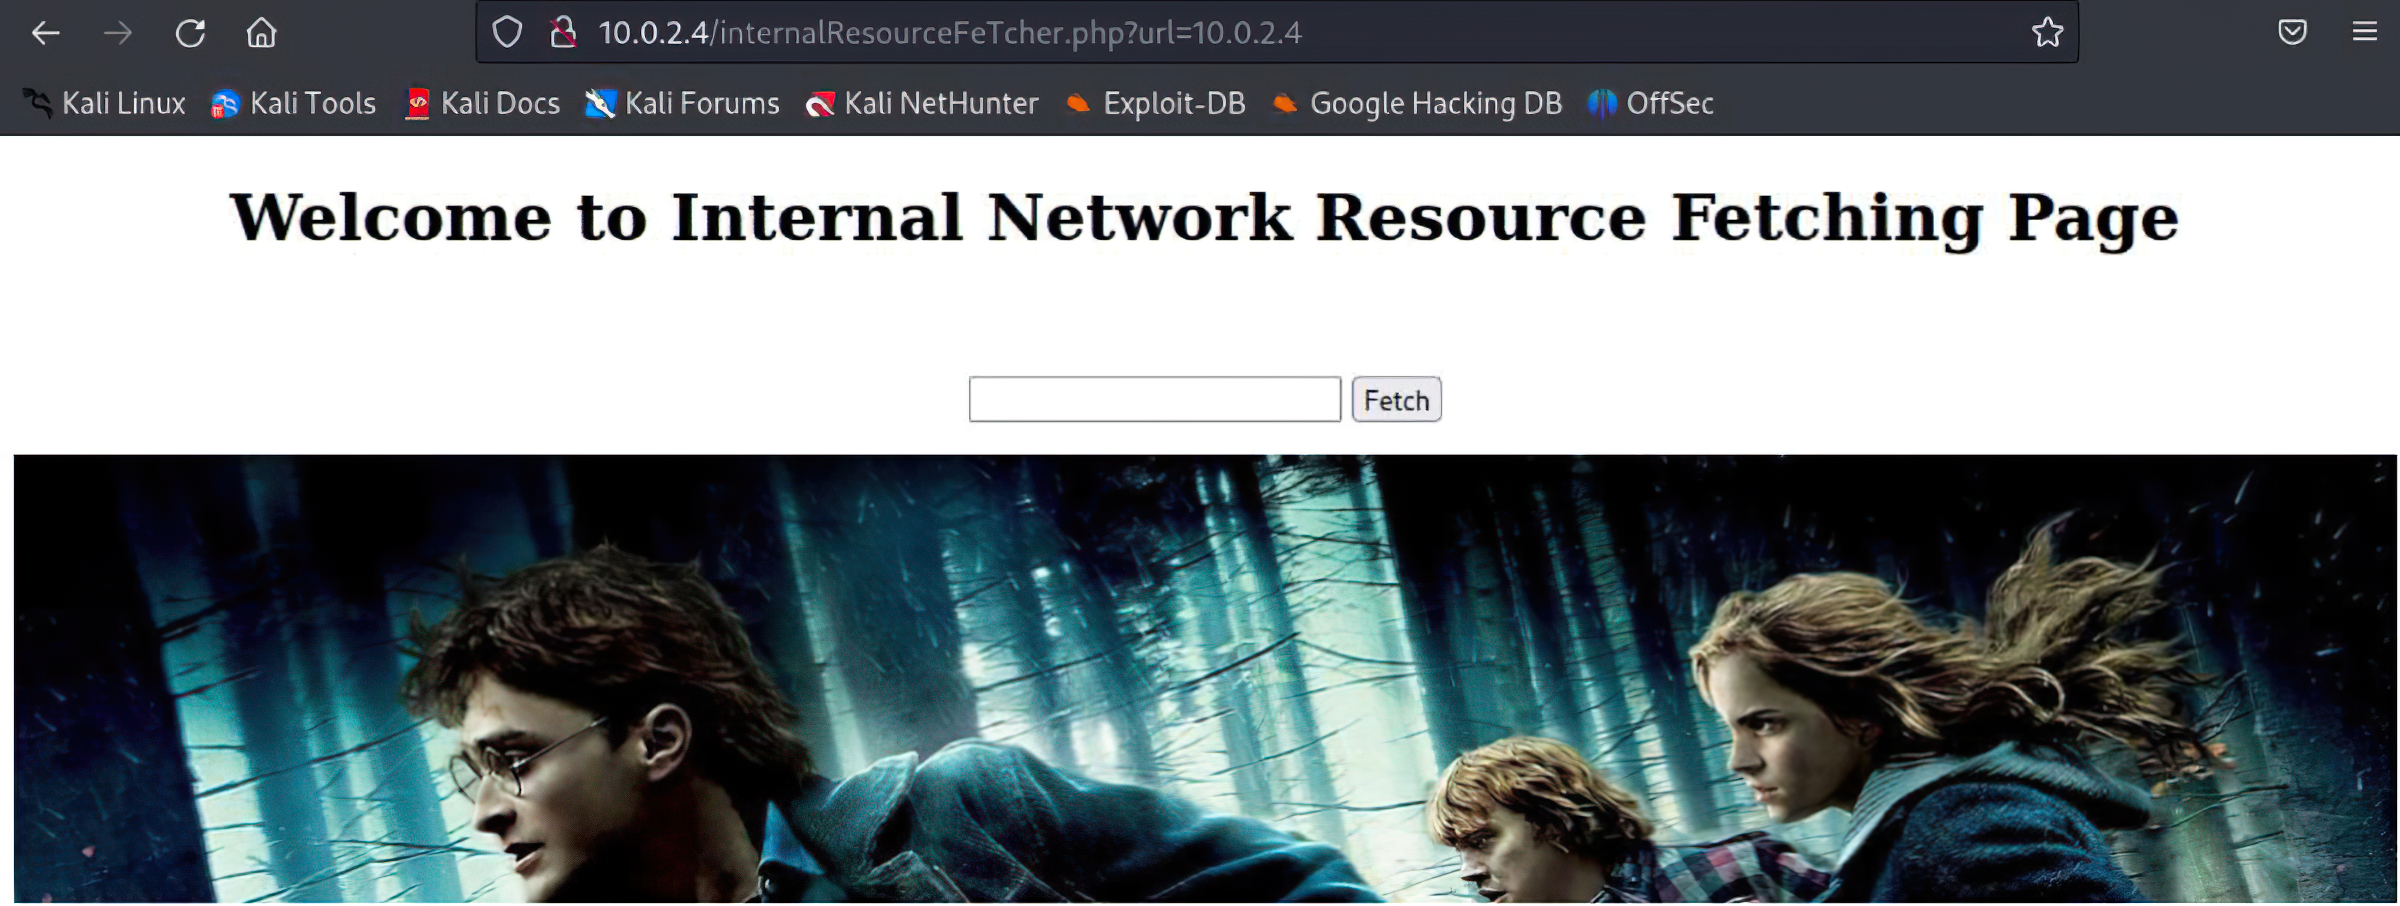 10.0.2.4/internalResourceFeTcher.php?url=10.0.2.4
Kali Linux Kali Tools Kali Docs Kali Forums Kali NetHunter Exploit-DB Google Hacking DB OffSec
Welcome to Internal Network Resource Fetching Page
Fetch